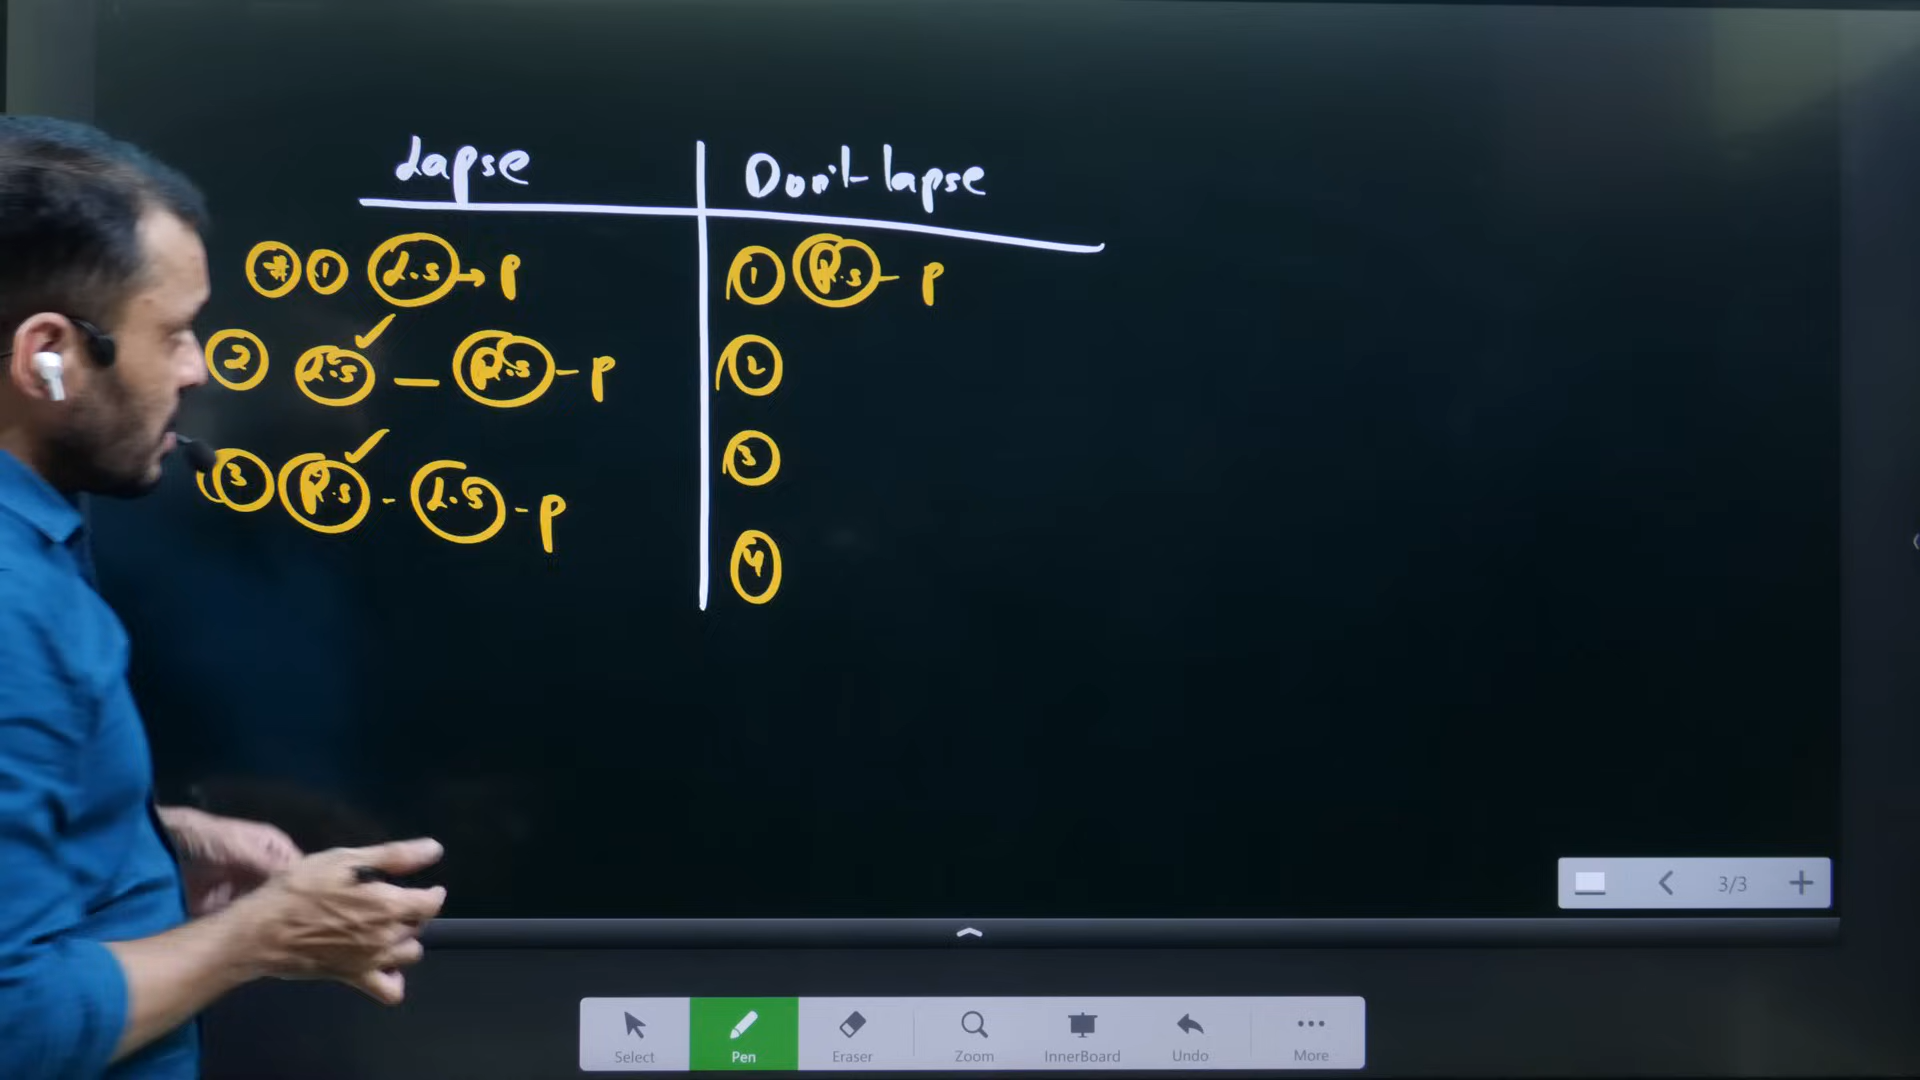 Lapse
Don't lapse
# 1 L.S → P
2 L.S ✓ — R.S - P
3 R.S ✓ - L.S - P
1 R.S - P
2
3
4
3/3
Select Pen Eraser Zoom InnerBoard Undo More